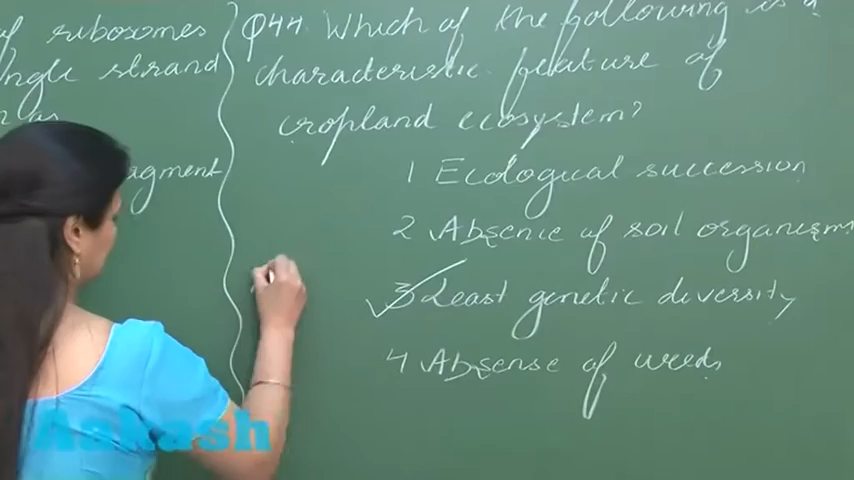 of ribosomes
ngle strand
n as
agment
Q44. Which of the following is a
characteristic feature of
cropland ecosystem?
1 Ecological succession
2 Absence of soil organisms
3 Least genetic diversity
4 Absense of weeds
Aakash